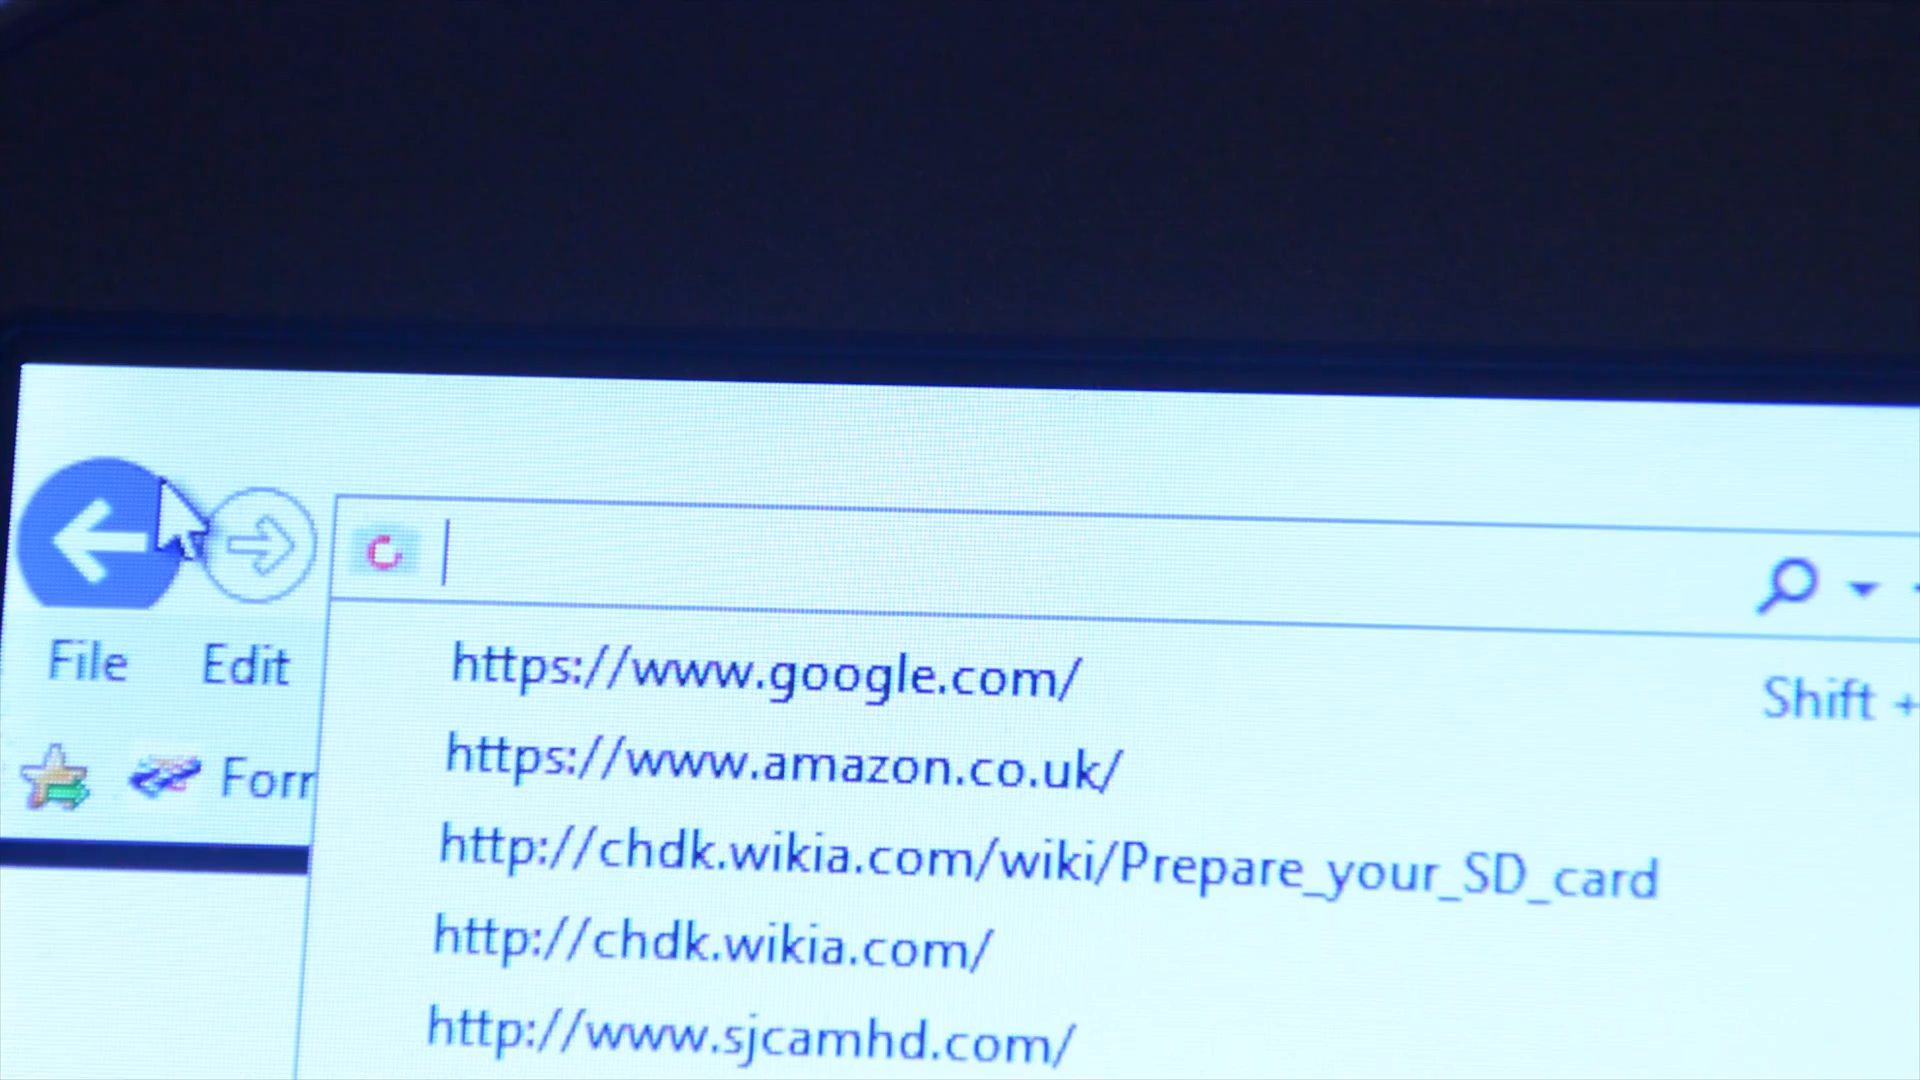 https://www.google.com/
Shift +
File Edit
https://www.amazon.co.uk/
Forr
http://chdk.wikia.com/wiki/Prepare_your_SD_card
http://chdk.wikia.com/
http://www.sjcamhd.com/